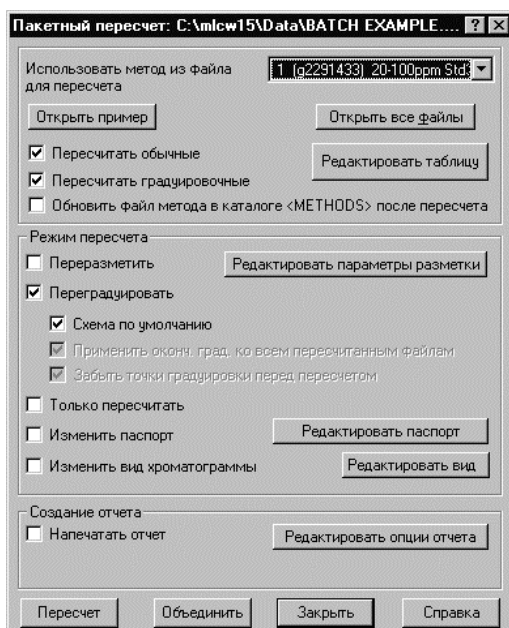 Пакетный пересчет: C:\mlcw15\Data\BATCH EXAMPLE....
Использовать метод из файла
для пересчета
1 (g2291433) 20-100ppm Std
Открыть пример
Открыть все файлы
Пересчитать обычные
Редактировать таблицу
Пересчитать градуировочные
Обновить файл метода в каталоге <METHODS> после пересчета
Режим пересчета
Переразметить
Редактировать параметры разметки
Переградуировать
Схема по умолчанию
Применить оконч. град. ко всем пересчитанным файлам
Забыть точки градуировки перед пересчетом
Только пересчитать
Изменить паспорт
Редактировать паспорт
Изменить вид хроматограммы
Редактировать вид
Создание отчета
Напечатать отчет
Редактировать опции отчета
Пересчет
Объединить
Закрыть
Справка